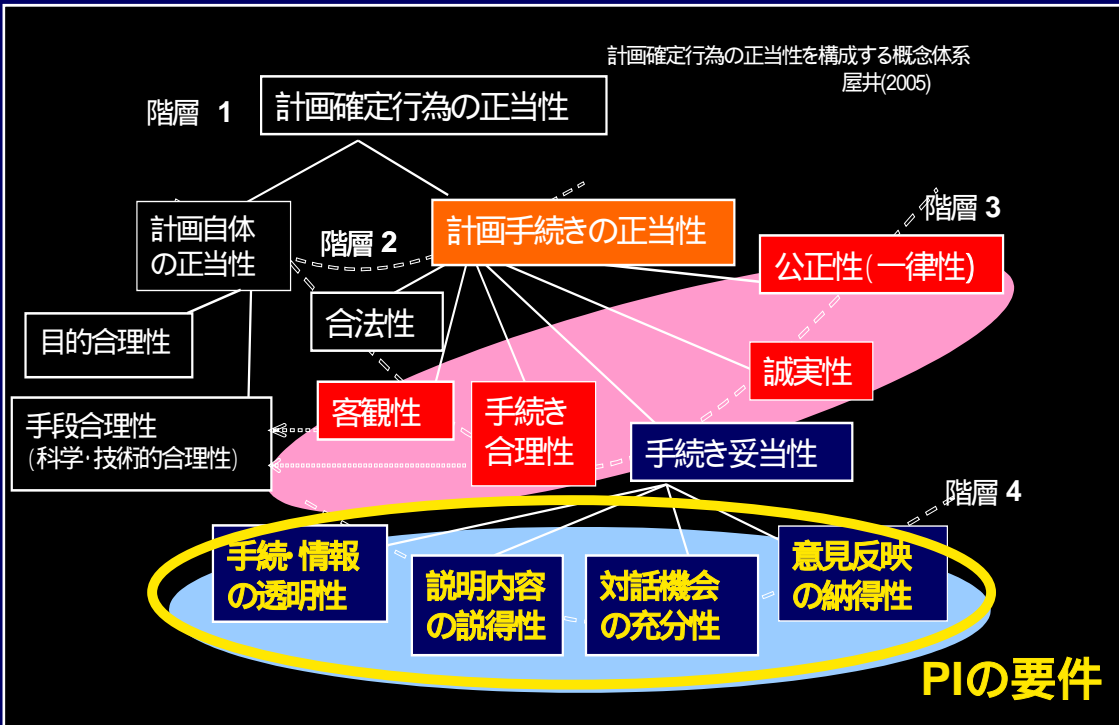 計画確定行為の正当性を構成する概念体系
屋井(2005)
階層 1
計画確定行為の正当性
計画自体
の正当性
階層 2
計画手続きの正当性
階層 3
公正性(一律性)
目的合理性
合法性
誠実性
手段合理性
(科学・技術的合理性)
客観性
手続き
合理性
手続き妥当性
階層 4
手続・情報
の透明性
説明内容
の説得性
対話機会
の充分性
意見反映
の納得性
PIの要件